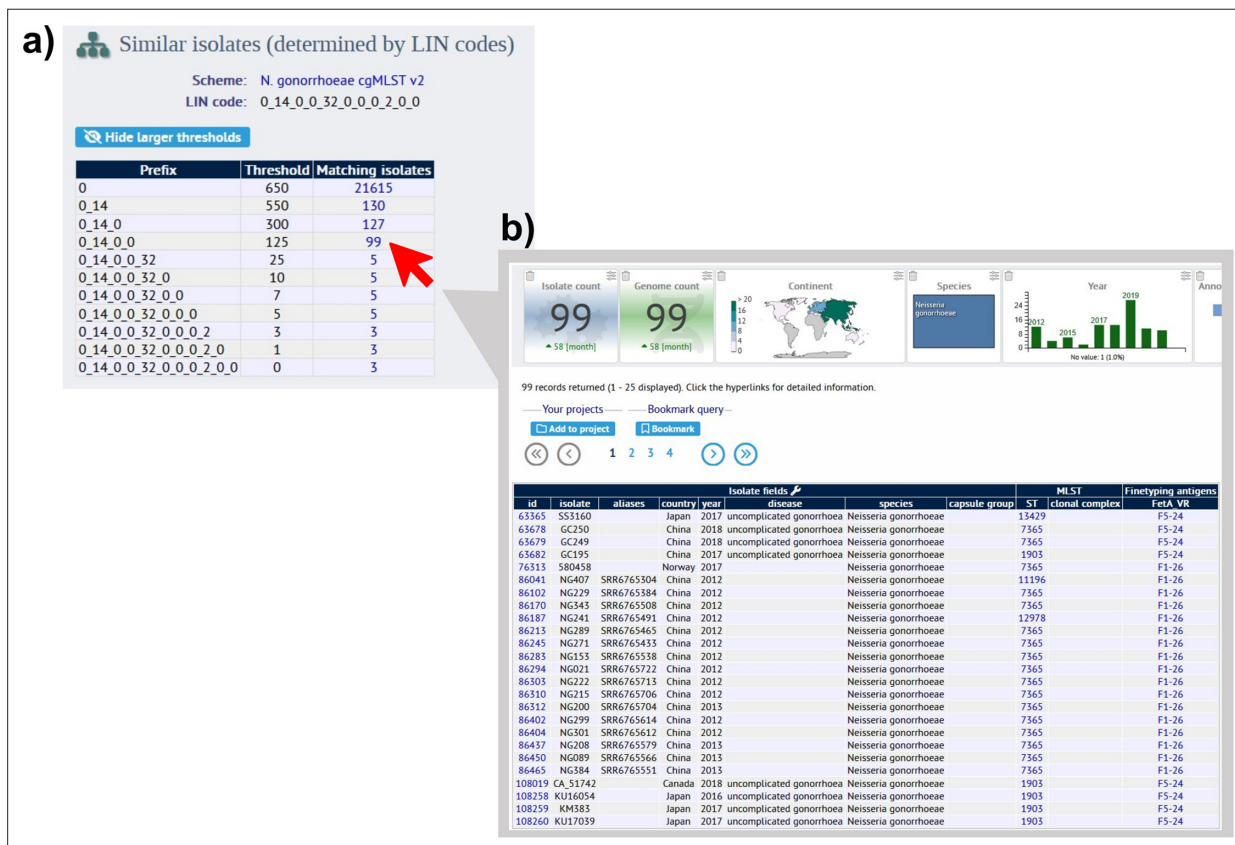 a)
Similar isolates (determined by LIN codes)
Scheme: N. gonorrhoeae cgMLST v2
LIN code: 0_14_0_0_32_0_0_0_2_0_0
Hide larger thresholds
Prefix Threshold Matching isolates
0 650 21615
0_14 550 130
0_14_0 300 127
0_14_0_0 125 99
0_14_0_0_32 25 5
0_14_0_0_32_0 10 5
0_14_0_0_32_0_0 7 5
0_14_0_0_32_0_0_0 5 5
0_14_0_0_32_0_0_0_2 3 3
0_14_0_0_32_0_0_0_2_0 1 3
0_14_0_0_32_0_0_0_2_0_0 0 3
b)
Isolate count
99
58 [month]
Genome count
99
58 [month]
Continent
> 20
16
12
8
4
0
Species
Neisseria
gonorrhoeae
Year
24
16
8
0
2012 2015 2017 2019
No value: 1 (1.0%)
Anno
99 records returned (1 - 25 displayed). Click the hyperlinks for detailed information.
Your projects Bookmark query
Add to project Bookmark
1 2 3 4
Isolate fields MLST Finetyping antigens
id isolate aliases country year disease species capsule group ST clonal complex FetA VR
63365 SS3160 Japan 2017 uncomplicated gonorrhoea Neisseria gonorrhoeae 13429 F5-24
63678 GC250 China 2018 uncomplicated gonorrhoea Neisseria gonorrhoeae 7365 F5-24
63679 GC249 China 2018 uncomplicated gonorrhoea Neisseria gonorrhoeae 7365 F5-24
63682 GC195 China 2017 uncomplicated gonorrhoea Neisseria gonorrhoeae 1903 F5-24
76313 580458 Norway 2017 Neisseria gonorrhoeae 7365 F1-26
86041 NG407 SRR6765304 China 2012 Neisseria gonorrhoeae 11196 F1-26
86102 NG229 SRR6765384 China 2012 Neisseria gonorrhoeae 7365 F1-26
86170 NG343 SRR6765508 China 2012 Neisseria gonorrhoeae 7365 F1-26
86187 NG241 SRR6765491 China 2012 Neisseria gonorrhoeae 12978 F1-26
86213 NG289 SRR6765465 China 2012 Neisseria gonorrhoeae 7365 F1-26
86245 NG271 SRR6765433 China 2012 Neisseria gonorrhoeae 7365 F1-26
86283 NG153 SRR6765538 China 2012 Neisseria gonorrhoeae 7365 F1-26
86294 NG021 SRR6765722 China 2012 Neisseria gonorrhoeae 7365 F1-26
86303 NG222 SRR6765713 China 2012 Neisseria gonorrhoeae 7365 F1-26
86310 NG215 SRR6765706 China 2012 Neisseria gonorrhoeae 7365 F1-26
86312 NG200 SRR6765704 China 2013 Neisseria gonorrhoeae 7365 F1-26
86402 NG299 SRR6765614 China 2012 Neisseria gonorrhoeae 7365 F1-26
86404 NG301 SRR6765612 China 2012 Neisseria gonorrhoeae 7365 F1-26
86437 NG208 SRR6765579 China 2013 Neisseria gonorrhoeae 7365 F1-26
86450 NG089 SRR6765566 China 2013 Neisseria gonorrhoeae 7365 F1-26
86465 NG384 SRR6765551 China 2013 Neisseria gonorrhoeae 7365 F1-26
108019 CA_51742 Canada 2018 uncomplicated gonorrhoea Neisseria gonorrhoeae 1903 F5-24
108258 KU16054 Japan 2016 uncomplicated gonorrhoea Neisseria gonorrhoeae 1903 F5-24
108259 KM383 Japan 2017 uncomplicated gonorrhoea Neisseria gonorrhoeae 1903 F5-24
108260 KU17039 Japan 2017 uncomplicated gonorrhoea Neisseria gonorrhoeae 1903 F5-24